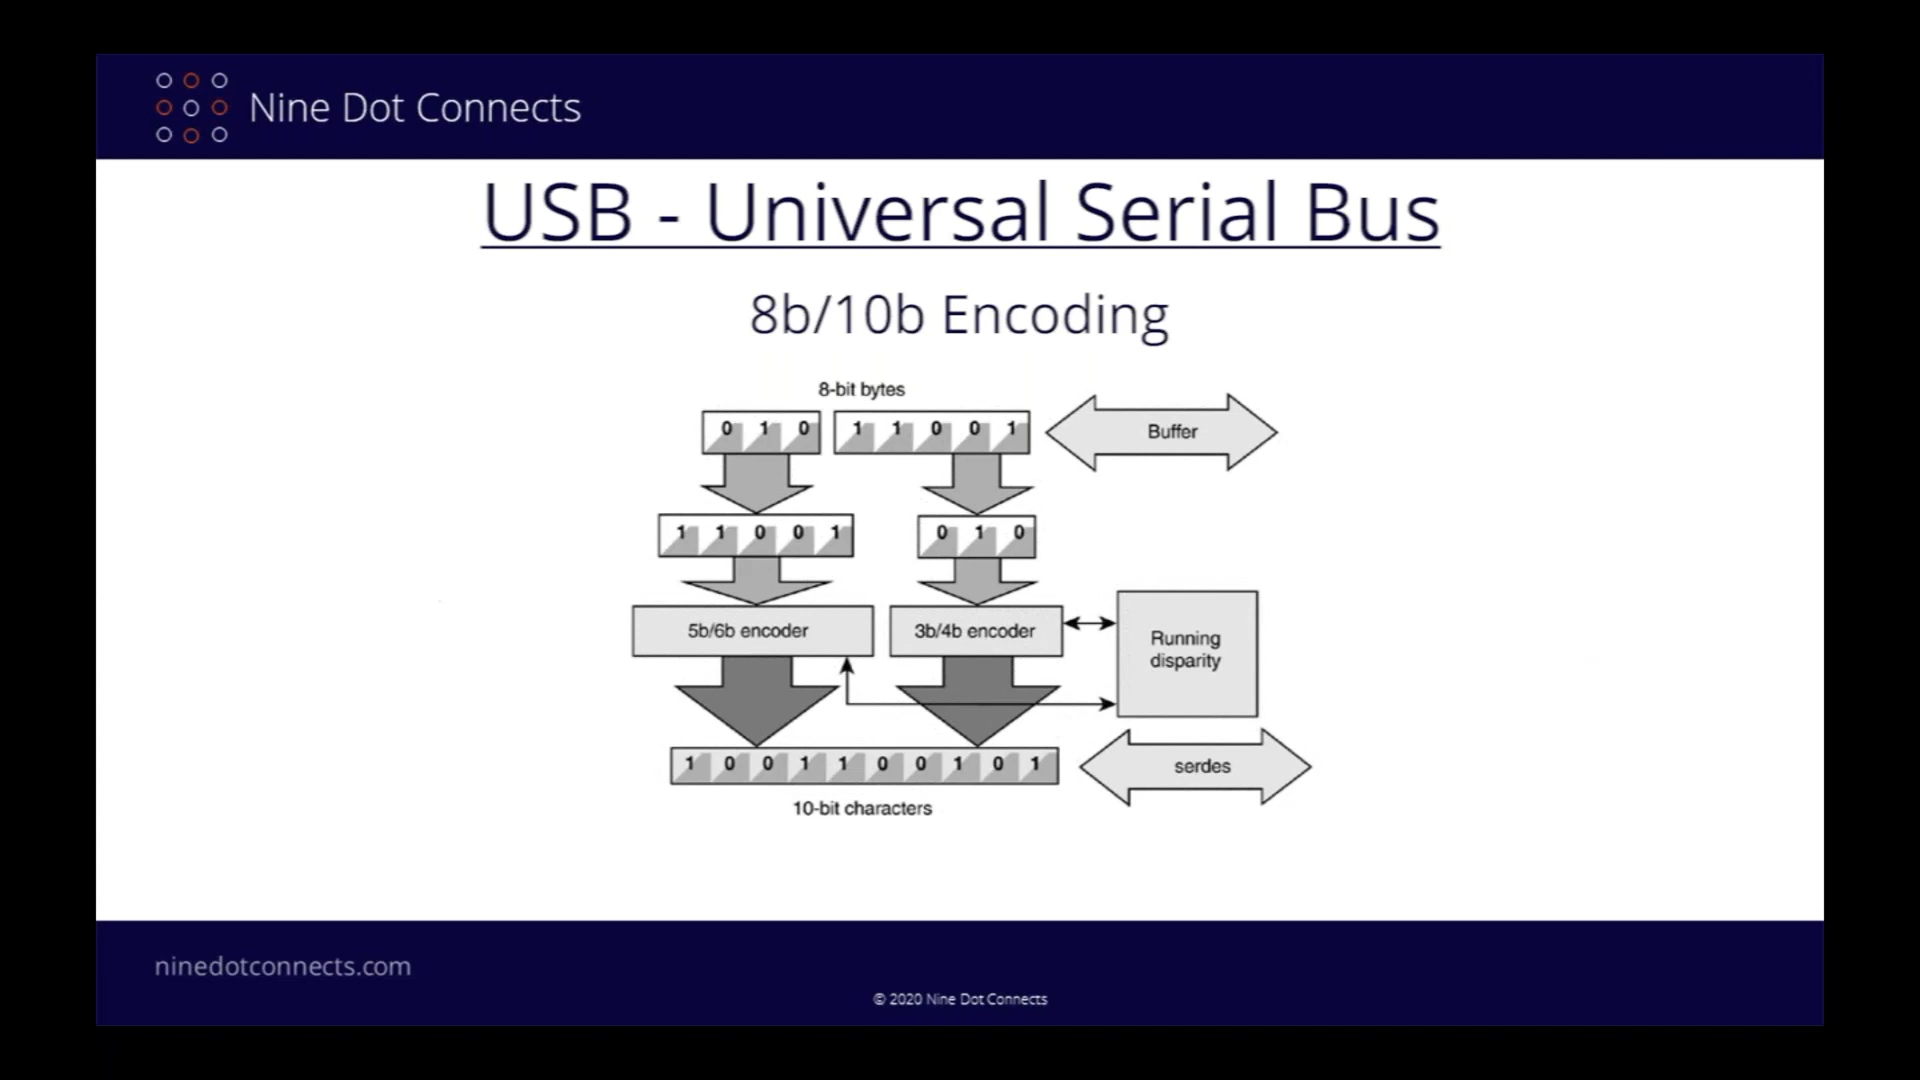 Nine Dot Connects
USB - Universal Serial Bus
8b/10b Encoding
8-bit bytes
0 1 0 1 1 0 0 1 Buffer
1 1 0 0 1 0 1 0
5b/6b encoder 3b/4b encoder
Running
disparity
1 0 0 1 1 0 0 1 0 1 serdes
10-bit characters
ninedotconnects.com
© 2020 Nine Dot Connects